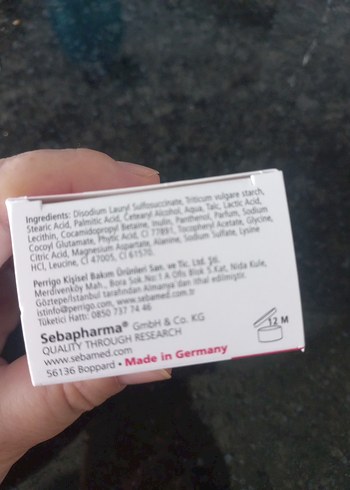 Ingredients: Disodium Lauryl Sulfosuccinate, Triticum vulgare starch,
Stearic Acid, Palmitic Acid, Cetearyl Alcohol, Aqua, Talc, Lactic Acid,
Lecithin, Cocamidopropyl Betaine, Inulin, Panthenol, Parfum, Sodium
Cocoyl Glutamate, Phytic Acid, CI 77891, Tocopheryl Acetate, Glycine,
Citric Acid, Magnesium Aspartate, Alanine, Sodium Sulfate, Lysine
HCl, Leucine, CI 47005, CI 61570.
Perrigo Kişisel Bakım Ürünleri San. ve Tic. Ltd. Şti.
Merdivenköy Mah., Bora Sok. No:1 A Ofis Blok 5.Kat, Nida Kule,
Göztepe/İstanbul tarafından Almanya'dan ithal edilmiştir.
istinfo@perrigo.com, www.sebamed.com.tr
Tüketici Hattı: 0850 737 74 46
Sebapharma® GmbH & Co. KG
QUALITY THROUGH RESEARCH
www.sebamed.com
56136 Boppard • Made in Germany
12 M